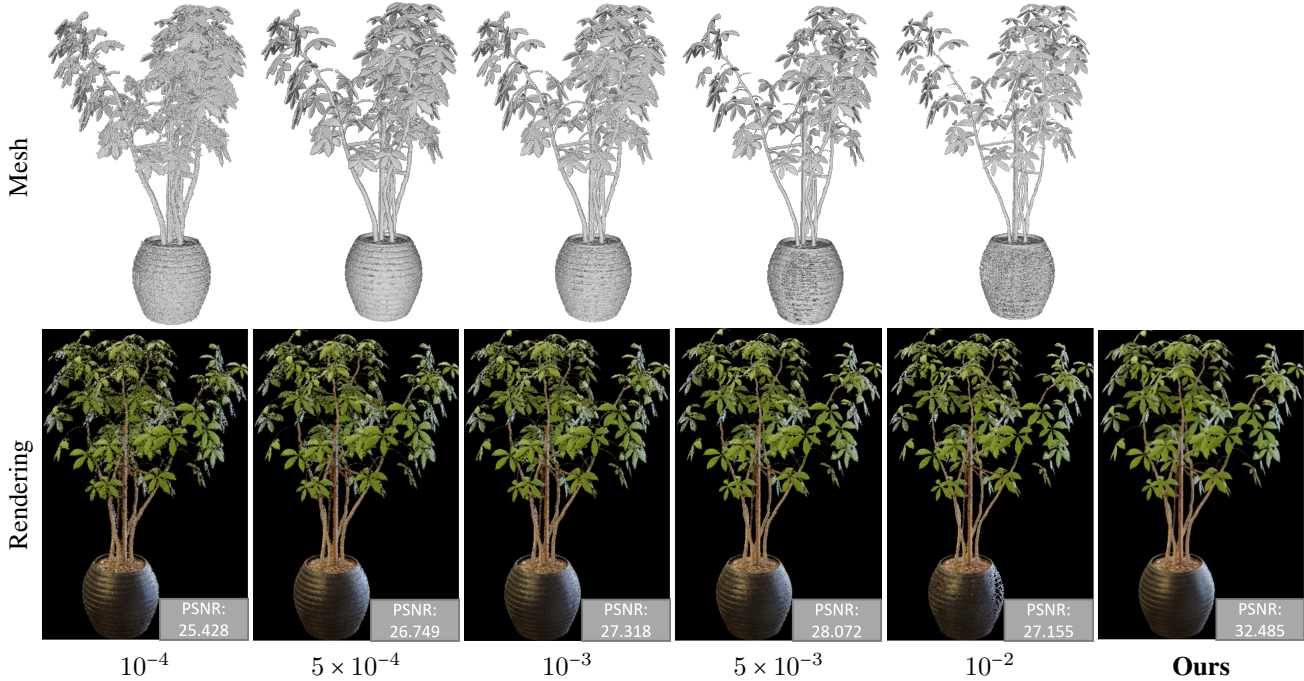 Mesh
Rendering
PSNR:
25.428
PSNR:
26.749
PSNR:
27.318
PSNR:
28.072
PSNR:
27.155
PSNR:
32.485
10⁻⁴
5 × 10⁻⁴
10⁻³
5 × 10⁻³
10⁻²
Ours